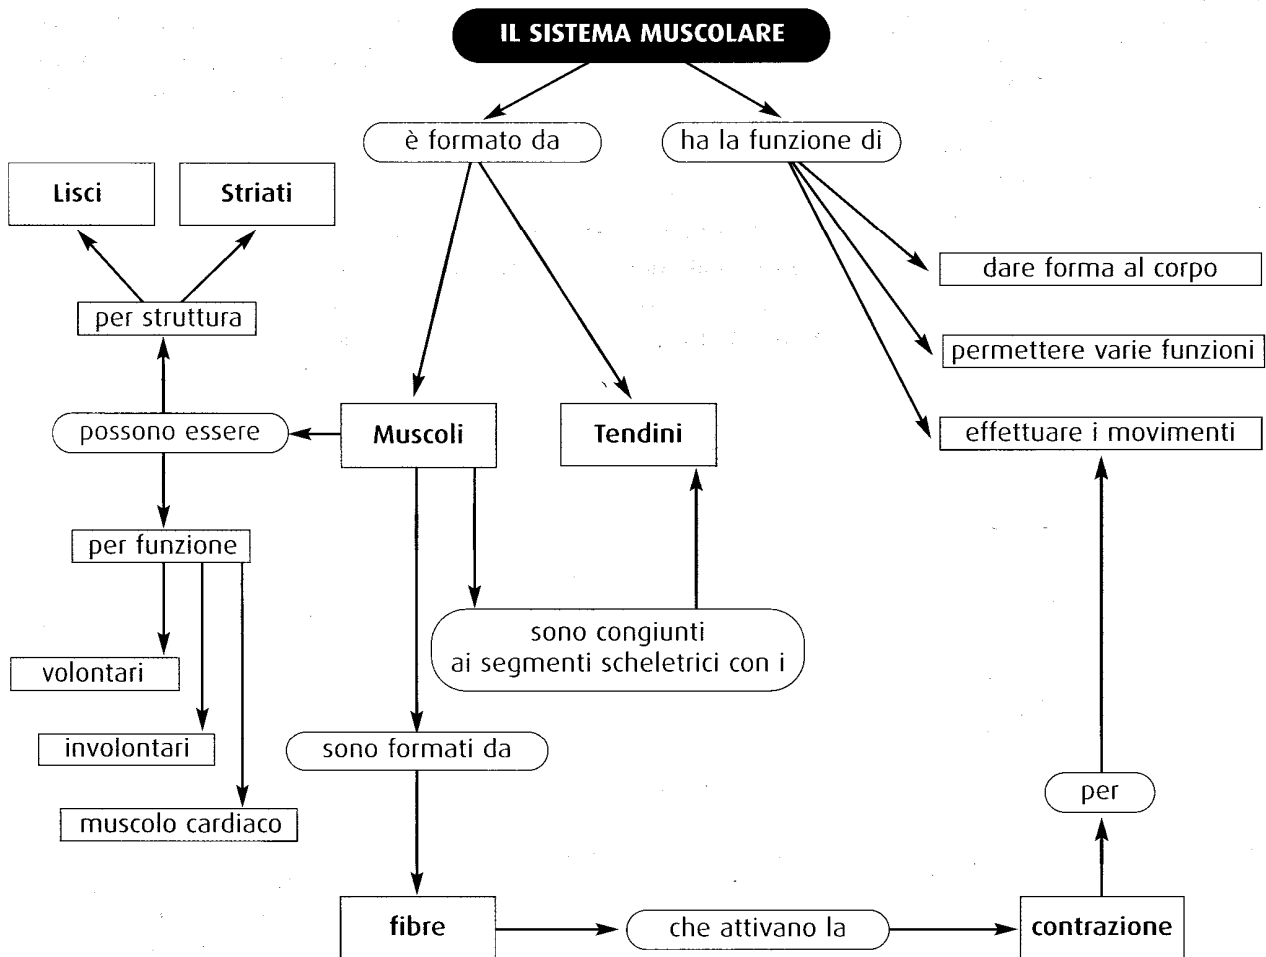 IL SISTEMA MUSCOLARE
è formato da
ha la funzione di
Lisci
Striati
dare forma al corpo
per struttura
permettere varie funzioni
possono essere
Muscoli
Tendini
effettuare i movimenti
per funzione
sono congiunti
ai segmenti scheletrici con i
volontari
involontari
sono formati da
per
muscolo cardiaco
fibre
che attivano la
contrazione